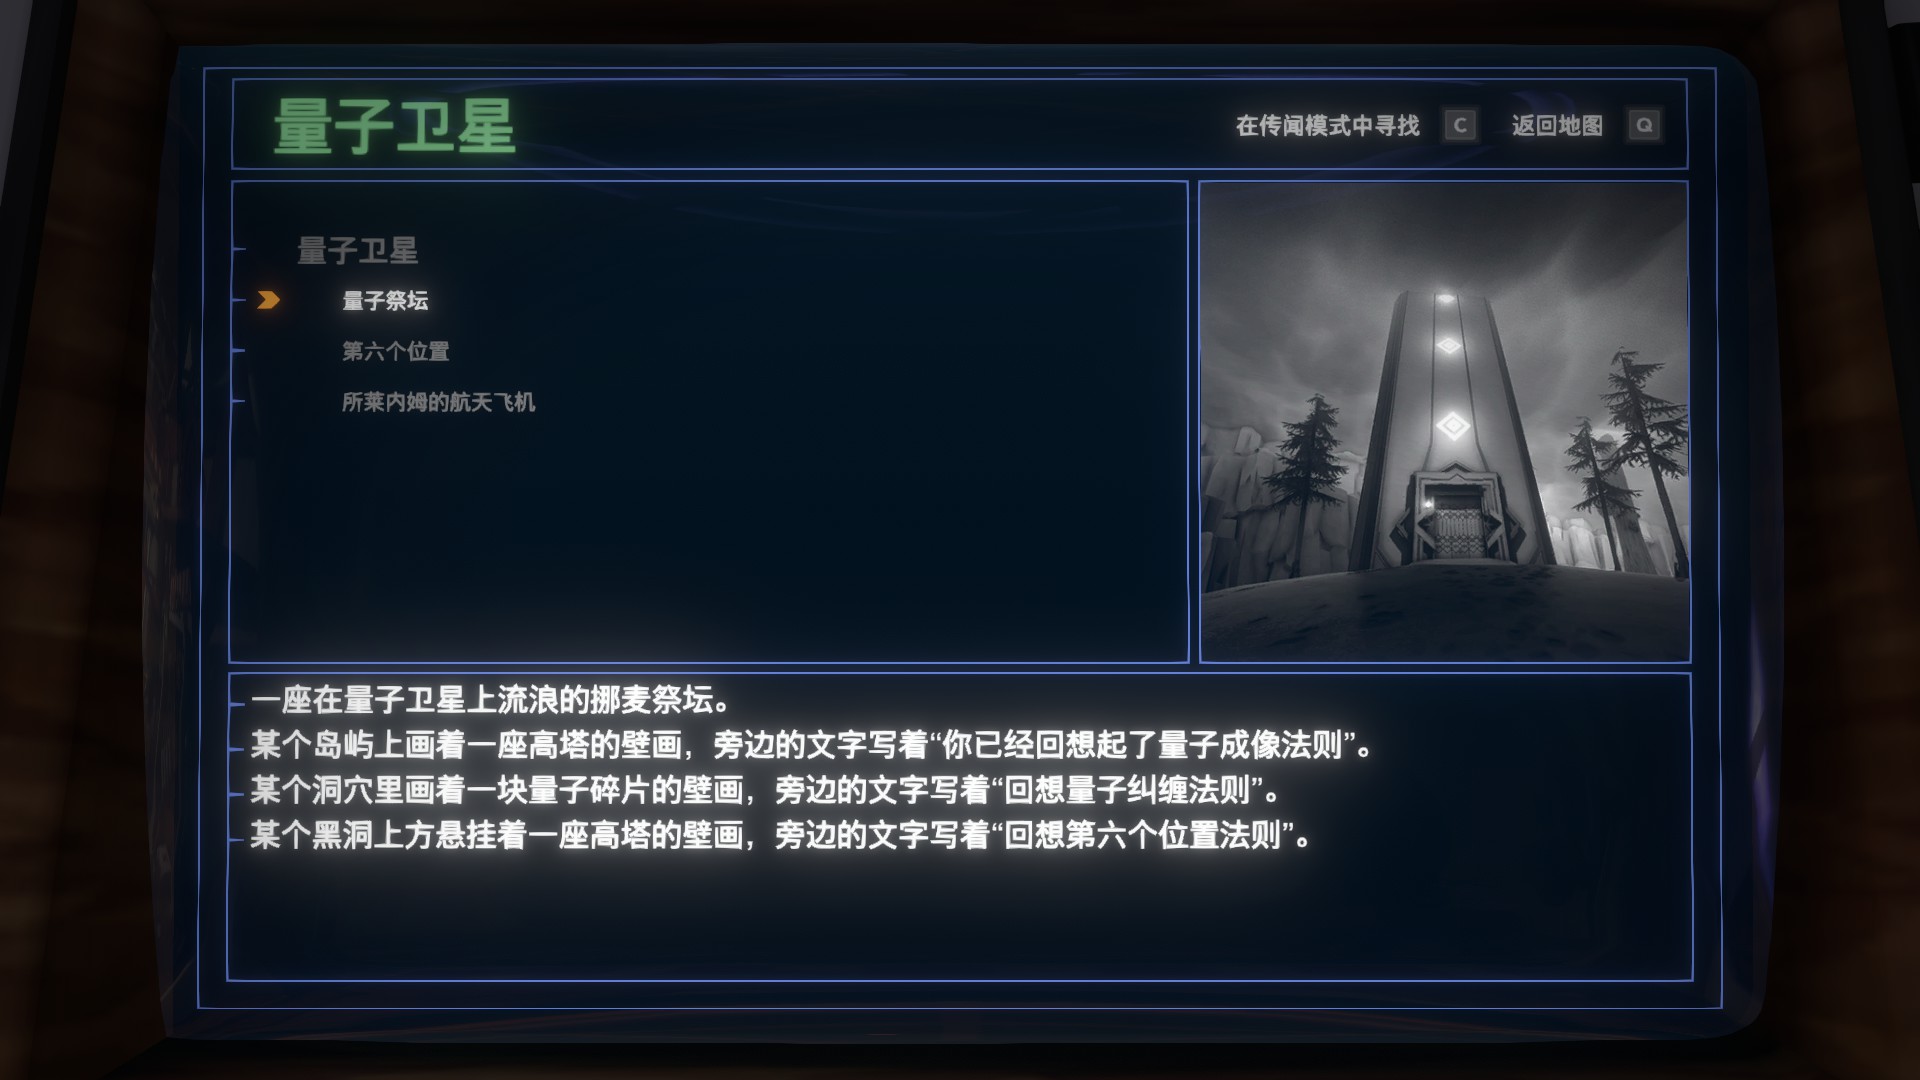 量子卫星
在传闻模式中寻找 C 返回地图 Q
量子卫星
量子祭坛
第六个位置
所莱内姆的航天飞机
一座在量子卫星上流浪的挪麦祭坛。
某个岛屿上画着一座高塔的壁画，旁边的文字写着“你已经回想起了量子成像法则”。
某个洞穴里画着一块量子碎片的壁画，旁边的文字写着“回想量子纠缠法则”。
某个黑洞上方悬挂着一座高塔的壁画，旁边的文字写着“回想第六个位置法则”。